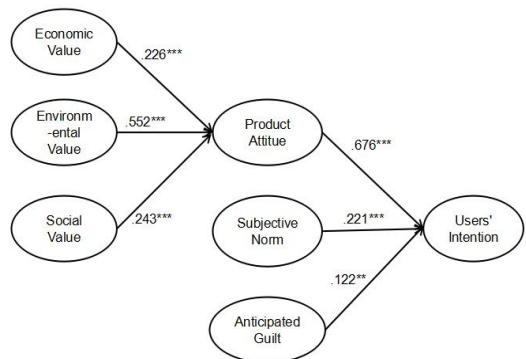 Economic
Value
.226***
Environm
-ental
Value
.552***
Product
Attitue
.676***
Social
Value
.243***
Subjective
Norm
.221***
Users'
Intention
.122**
Anticipated
Guilt